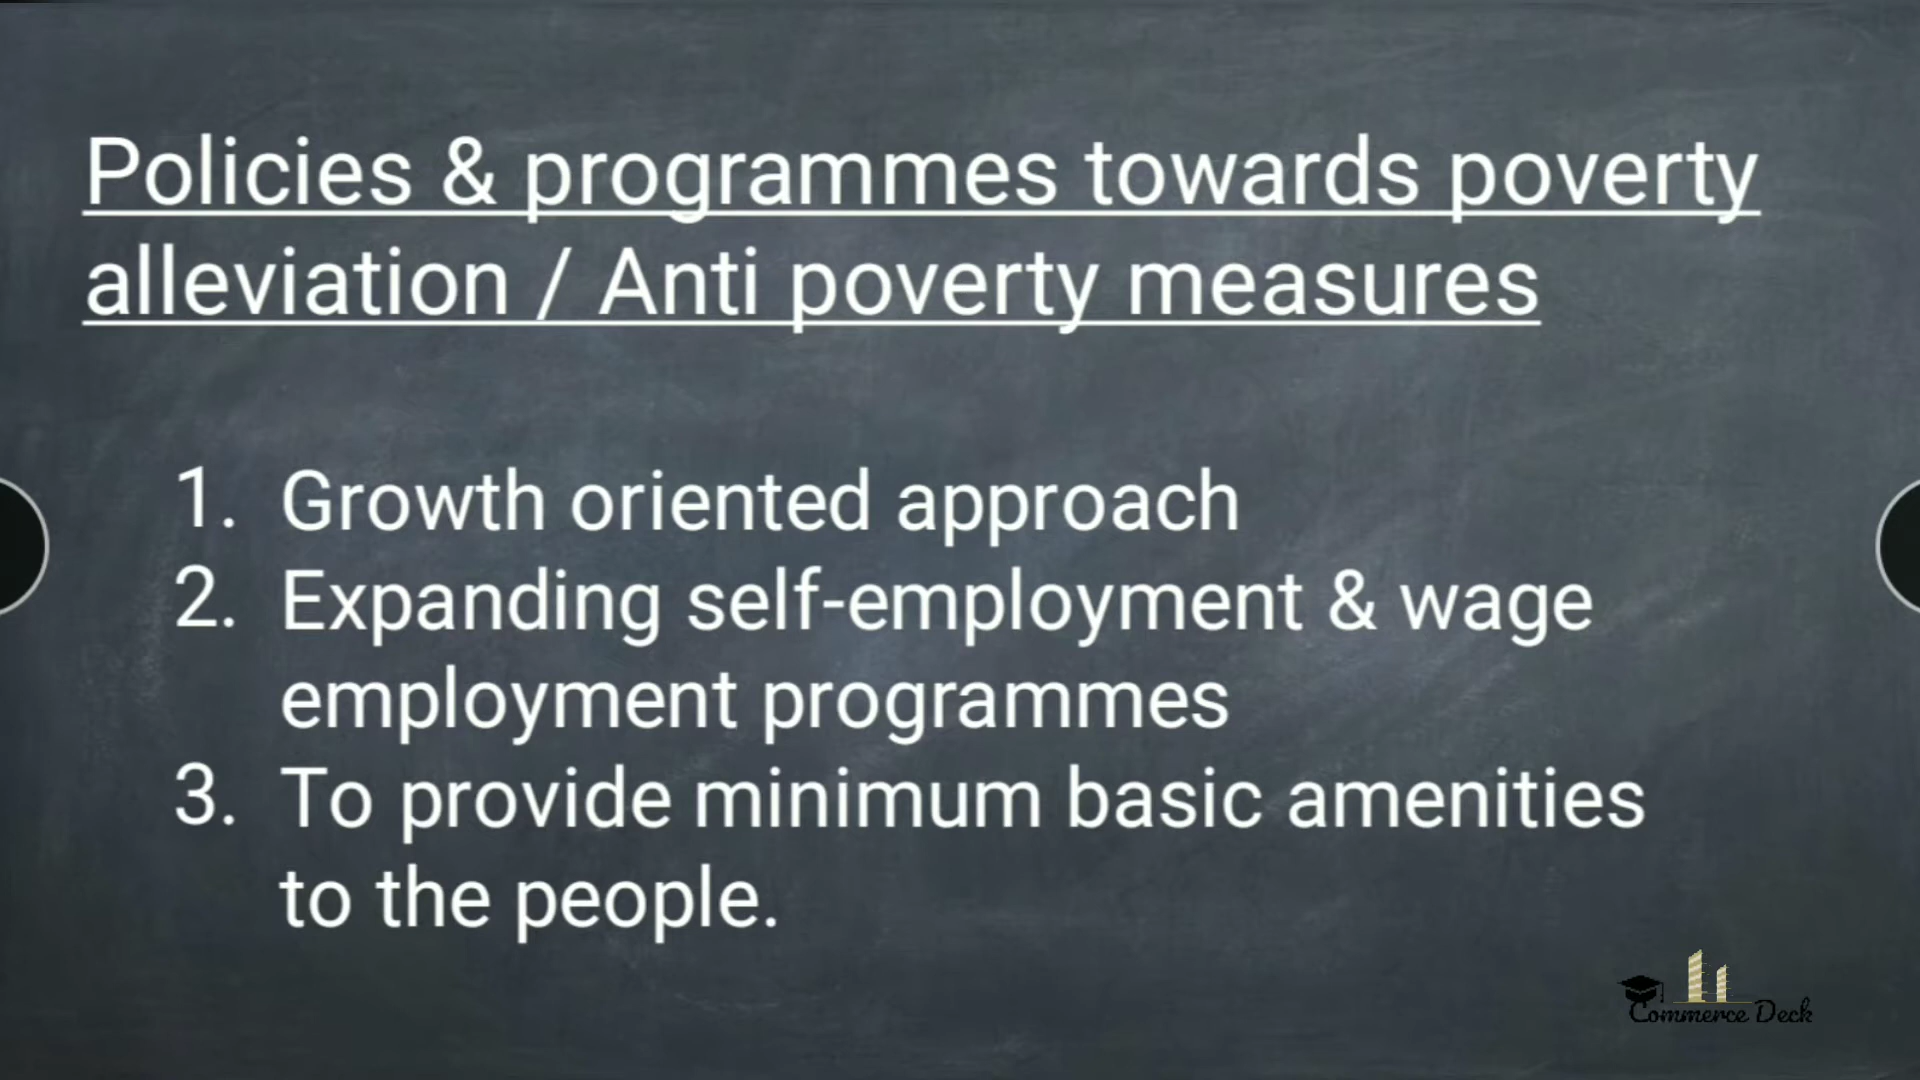 Policies & programmes towards poverty
alleviation / Anti poverty measures
1. Growth oriented approach
2. Expanding self-employment & wage
employment programmes
3. To provide minimum basic amenities
to the people.
Commerce Deck